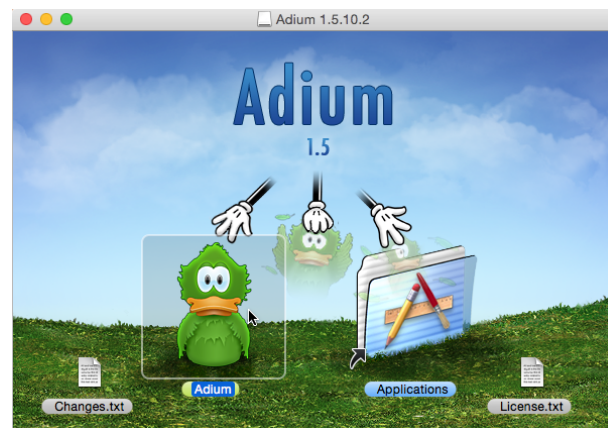 Adium 1.5.10.2
Adium
1.5
Adium
Applications
Changes.txt
License.txt